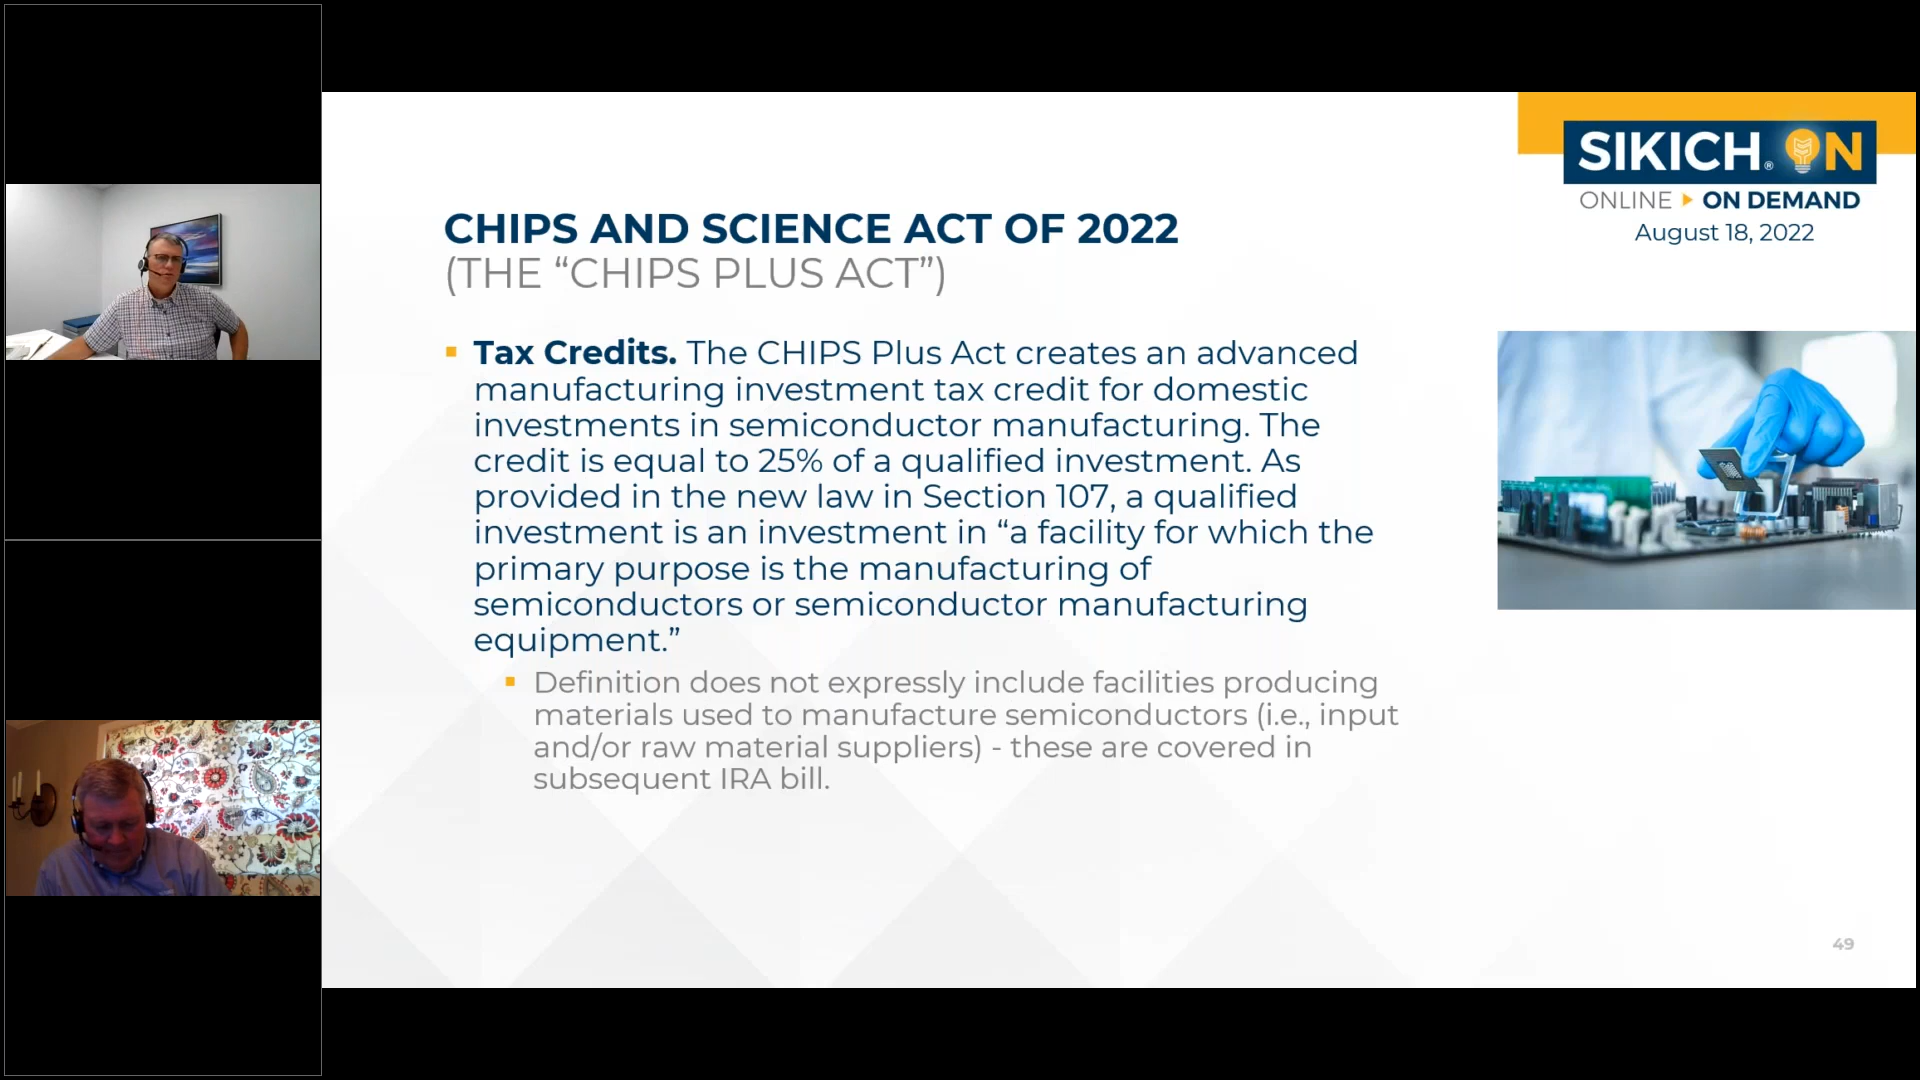 SIKICH® ON
ONLINE ▶ ON DEMAND
August 18, 2022
CHIPS AND SCIENCE ACT OF 2022
(THE “CHIPS PLUS ACT”)
▪ Tax Credits. The CHIPS Plus Act creates an advanced
manufacturing investment tax credit for domestic
investments in semiconductor manufacturing. The
credit is equal to 25% of a qualified investment. As
provided in the new law in Section 107, a qualified
investment is an investment in “a facility for which the
primary purpose is the manufacturing of
semiconductors or semiconductor manufacturing
equipment.”
▪ Definition does not expressly include facilities producing
materials used to manufacture semiconductors (i.e., input
and/or raw material suppliers) - these are covered in
subsequent IRA bill.
49